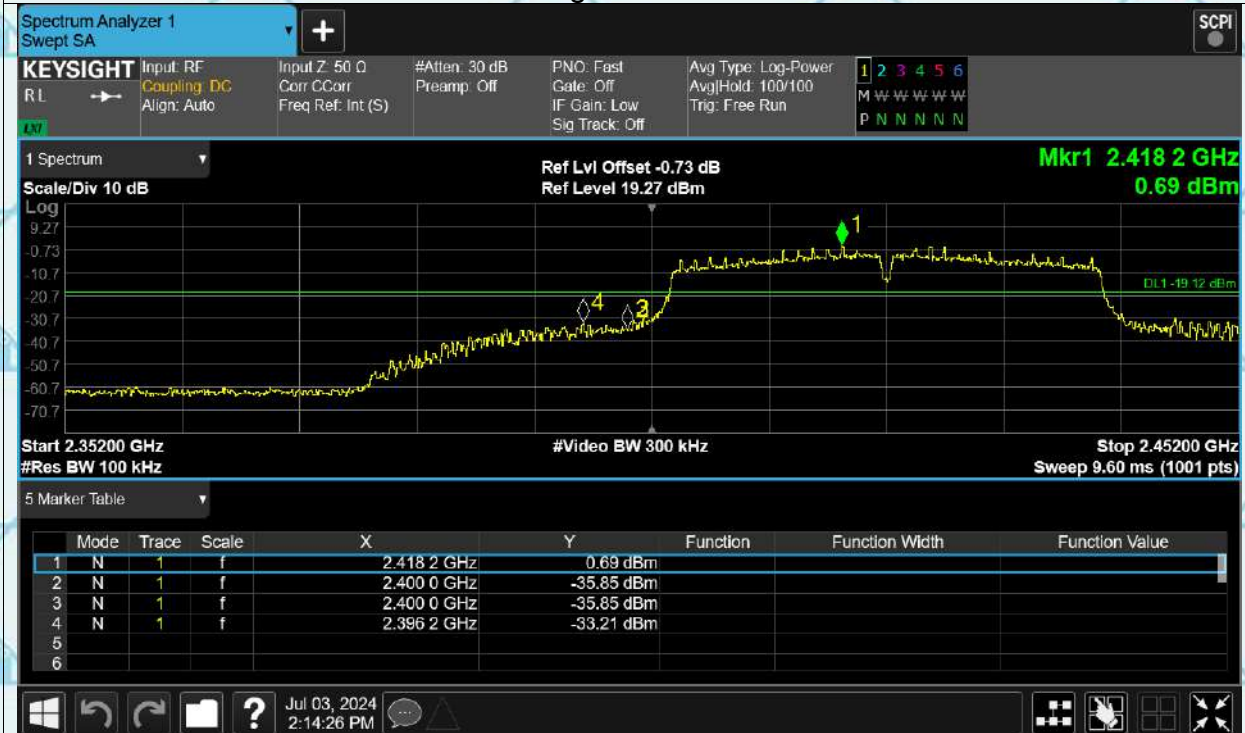 Spectrum Analyzer 1
Swept SA
+
SCPI
KEYSIGHT
RL
LXI
Input: RF
Coupling: DC
Align: Auto
Input Z: 50 Ω
Corr CCorr
Freq Ref: Int (S)
#Atten: 30 dB
Preamp: Off
PNO: Fast
Gate: Off
IF Gain: Low
Sig Track: Off
Avg Type: Log-Power
Avg|Hold: 100/100
Trig: Free Run
1 2 3 4 5 6
M W W W W W
P N N N N N
1 Spectrum
Scale/Div 10 dB
Ref Lvl Offset -0.73 dB
Ref Level 19.27 dBm
Mkr1 2.418 2 GHz
0.69 dBm
Log
9.27
-0.73
-10.7
-20.7
-30.7
-40.7
-50.7
-60.7
-70.7
1
4
3
DL1 -19.12 dBm
Start 2.35200 GHz
#Res BW 100 kHz
#Video BW 300 kHz
Stop 2.45200 GHz
Sweep 9.60 ms (1001 pts)
5 Marker Table
Mode Trace Scale X Y Function Function Width Function Value
1 N 1 f 2.418 2 GHz 0.69 dBm
2 N 1 f 2.400 0 GHz -35.85 dBm
3 N 1 f 2.400 0 GHz -35.85 dBm
4 N 1 f 2.396 2 GHz -33.21 dBm
5
6
?
Jul 03, 2024
2:14:26 PM